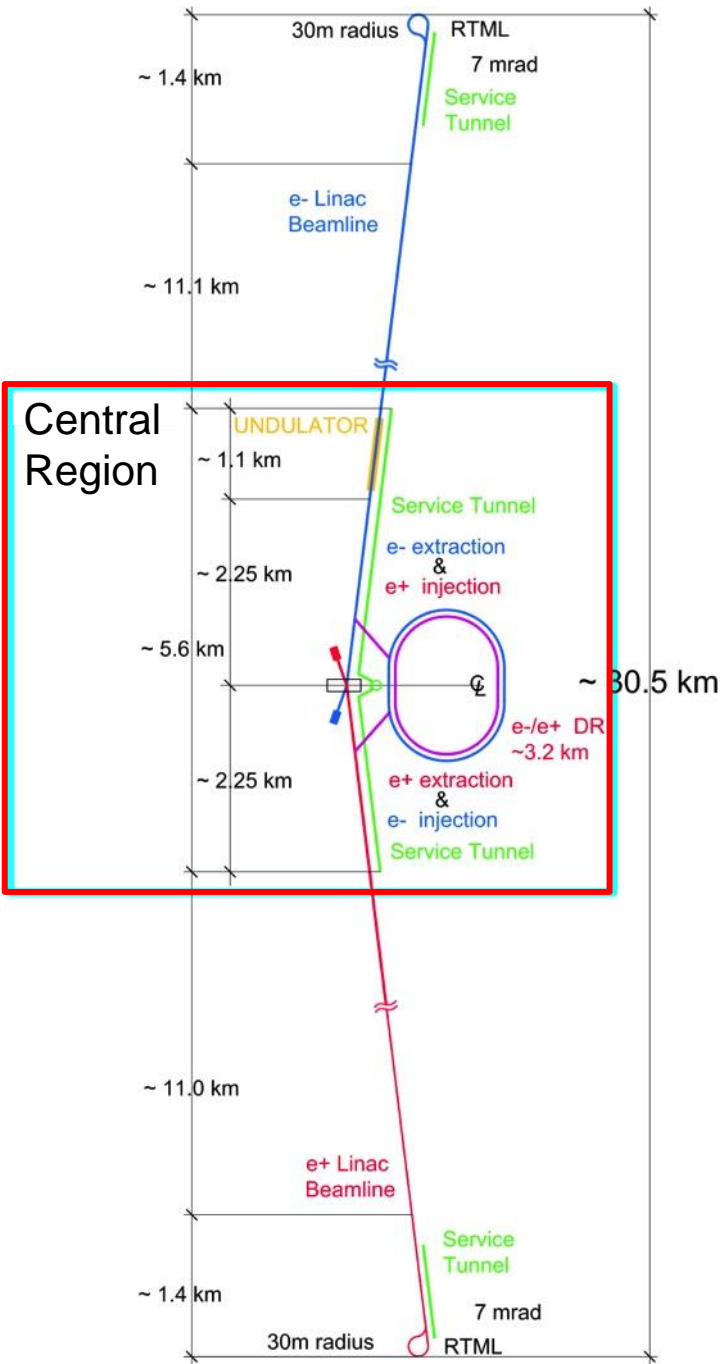 30m radius
RTML
~ 1.4 km
7 mrad
Service
Tunnel
e- Linac
Beamline
~ 11.1 km
Central
Region
UNDULATOR
~ 1.1 km
Service Tunnel
e- extraction
&
e+ injection
~ 2.25 km
~ 5.6 km
℄
~ 30.5 km
e-/e+ DR
~3.2 km
~ 2.25 km
e+ extraction
&
e- injection
Service Tunnel
~ 11.0 km
e+ Linac
Beamline
Service
Tunnel
~ 1.4 km
7 mrad
30m radius
RTML